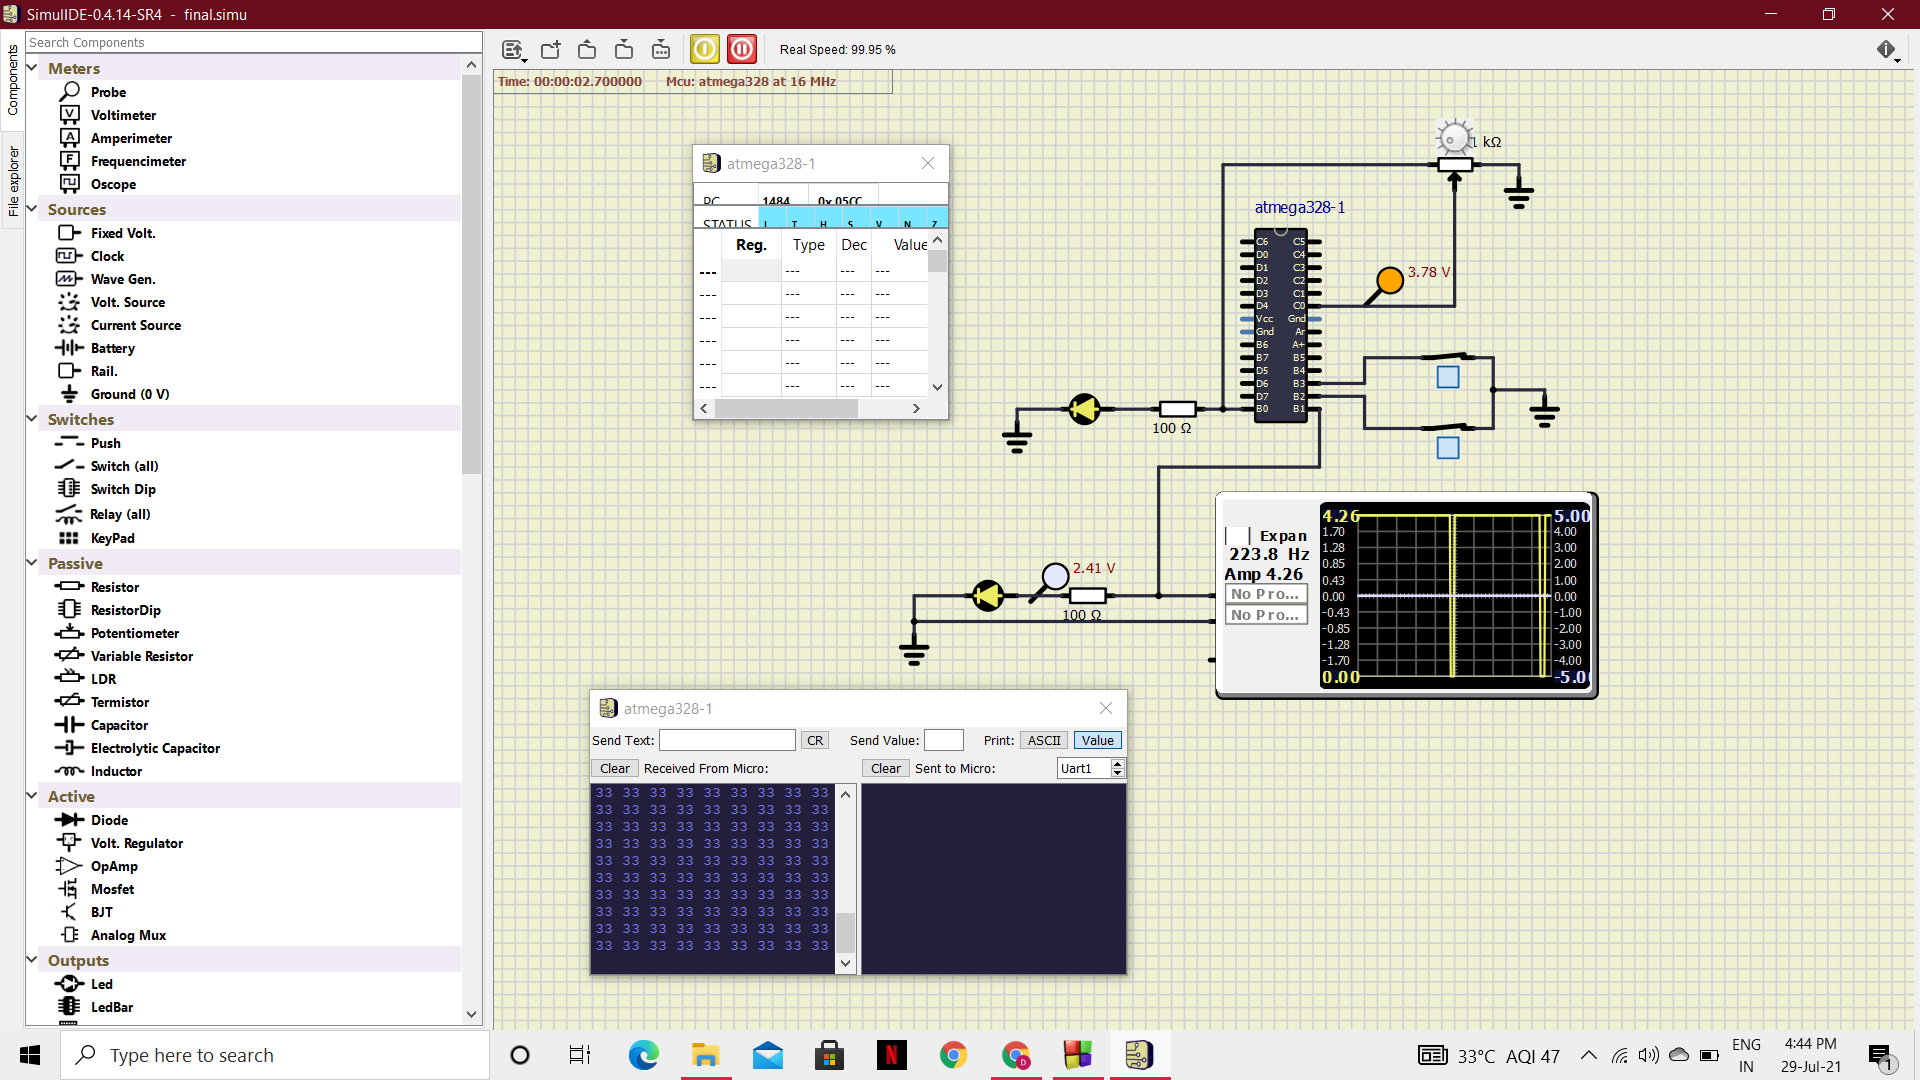 SimulIDE-0.4.14-SR4 - final.simu
Components
File explorer
Search Components
Meters
Probe
Voltimeter
Amperimeter
Frequencimeter
Oscope
Sources
Fixed Volt.
Clock
Wave Gen.
Volt. Source
Current Source
Battery
Rail.
Ground (0 V)
Switches
Push
Switch (all)
Switch Dip
Relay (all)
KeyPad
Passive
Resistor
ResistorDip
Potentiometer
Variable Resistor
LDR
Termistor
Capacitor
Electrolytic Capacitor
Inductor
Active
Diode
Volt. Regulator
OpAmp
Mosfet
BJT
Analog Mux
Outputs
Led
LedBar
Real Speed: 99.95 %
Time: 00:00:02.700000 Mcu: atmega328 at 16 MHz
atmega328-1
PC 1484 0x 05CC
STATUS I T H S V N Z
Reg. Type Dec Value
--- --- --- ---
--- --- --- ---
--- --- --- ---
--- --- --- ---
--- --- --- ---
--- --- --- ---
1 kΩ
atmega328-1
C6 C5
D0 C4
D1 C3
D2 C2
D3 C1
D4 C0
Vcc Gnd
Gnd Ar
B6 A+
B7 B5
D5 B4
D6 B3
D7 B2
B0 B1
3.78 V
100 Ω
2.41 V
100 Ω
Expan
223.8 Hz
Amp 4.26
No Pro...
No Pro...
4.26 5.00
1.70 4.00
1.28 3.00
0.85 2.00
0.43 1.00
0.00 0.00
-0.43 -1.00
-0.85 -2.00
-1.28 -3.00
-1.70 -4.00
0.00 -5.0
atmega328-1
Send Text: CR Send Value: Print: ASCII Value
Clear Received From Micro: Clear Sent to Micro: Uart1
33 33 33 33 33 33 33 33 33
33 33 33 33 33 33 33 33 33
33 33 33 33 33 33 33 33 33
33 33 33 33 33 33 33 33 33
33 33 33 33 33 33 33 33 33
33 33 33 33 33 33 33 33 33
33 33 33 33 33 33 33 33 33
33 33 33 33 33 33 33 33 33
33 33 33 33 33 33 33 33 33
33 33 33 33 33 33 33 33 33
Type here to search
33°C AQI 47
ENG
IN
4:44 PM
29-Jul-21
1